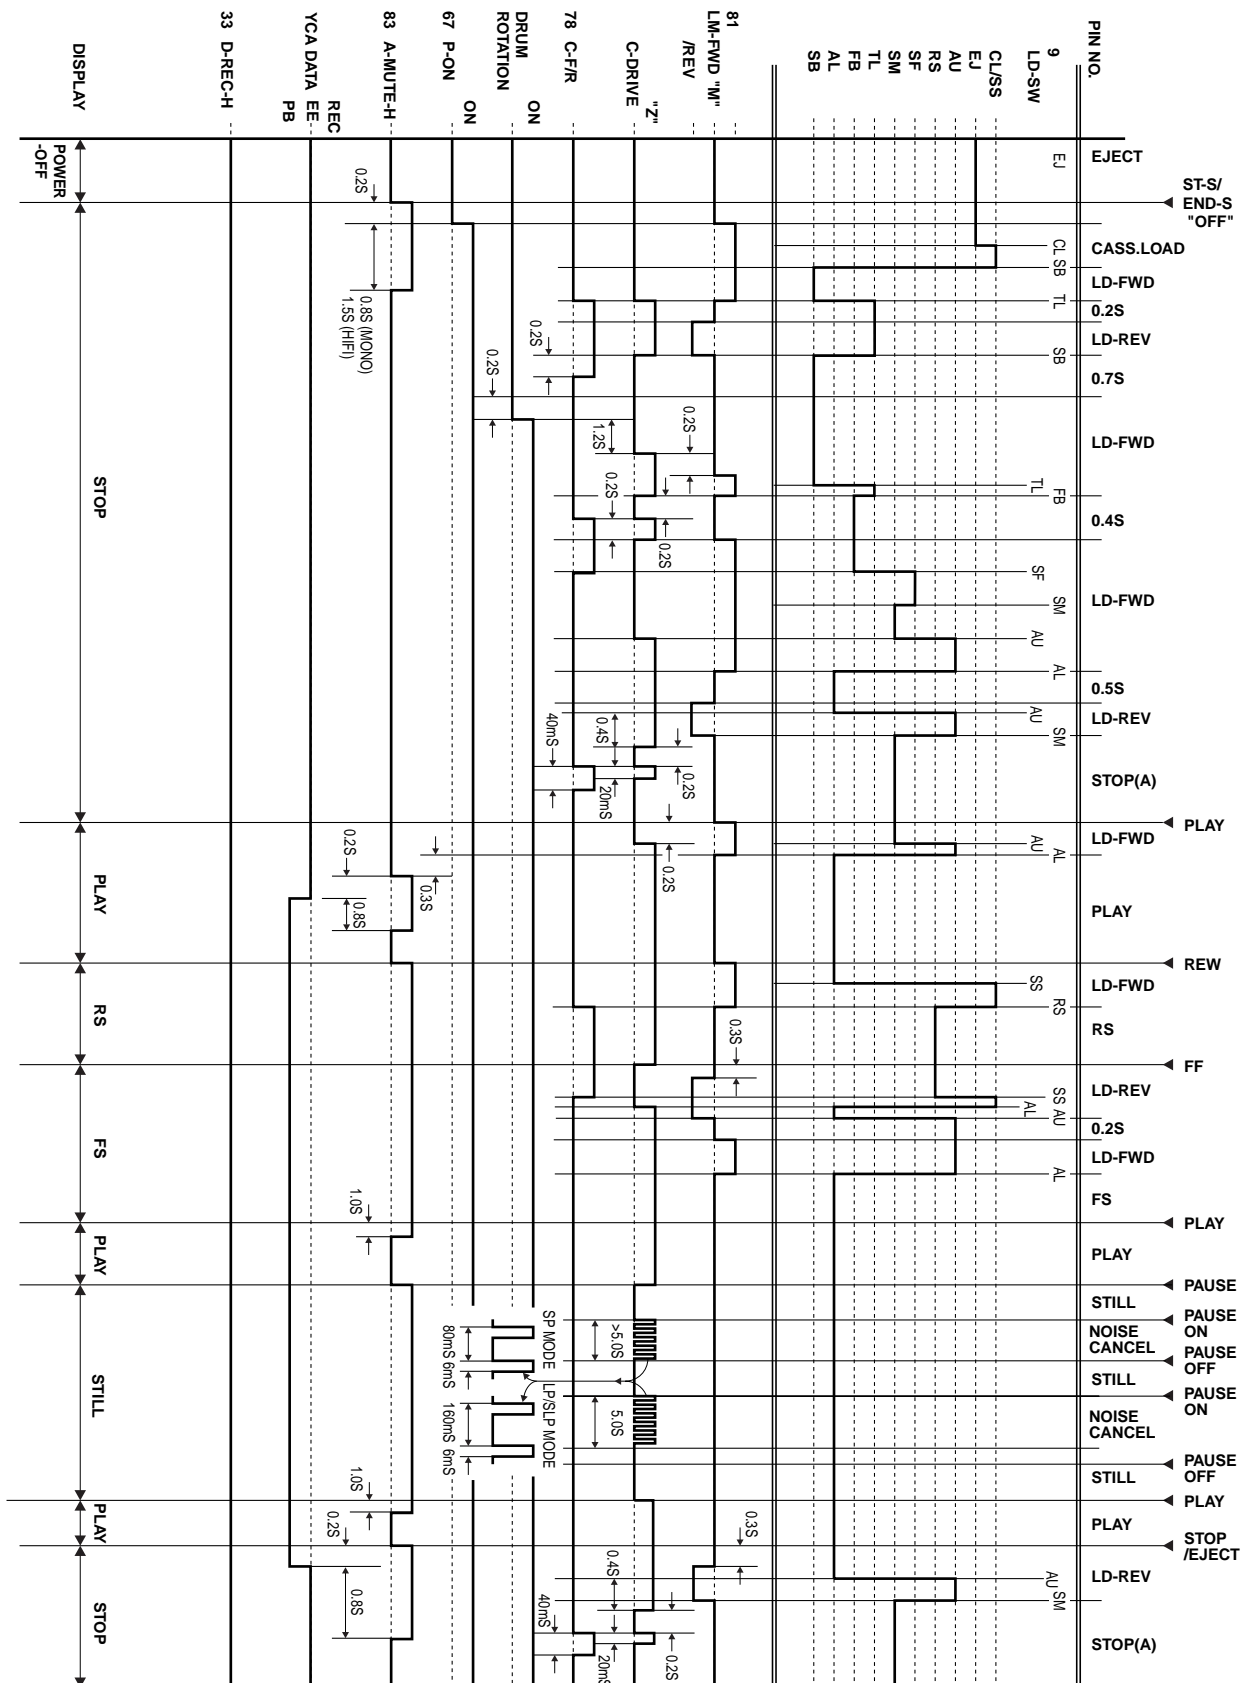 PIN NO.
9 LD-SW
CL/SS
EJ
AU
RS
SF
SM
TL
FB
AL
SB
81 LM-FWD "M"
/REV
"Z"
C-DRIVE
78 C-F/R
DRUM ROTATION
ON
67 P-ON
ON
83 A-MUTE-H
REC
YCA DATA EE
PB
33 D-REC-H
DISPLAY
EJECT
ST-S/
END-S
"OFF"
CASS.LOAD
LD-FWD
0.2S
LD-REV
0.7S
LD-FWD
0.4S
LD-FWD
0.5S
LD-REV
STOP(A)
PLAY
LD-FWD
PLAY
REW
LD-FWD
RS
FF
LD-REV
0.2S
LD-FWD
FS
PLAY
PLAY
PAUSE
STILL
PAUSE
ON
NOISE
CANCEL
PAUSE
OFF
STILL
PAUSE
ON
NOISE
CANCEL
PAUSE
OFF
STILL
PLAY
PLAY
STOP
/EJECT
LD-REV
STOP(A)
EJ
CL
SB
TL
SB
TL
FB
SF
SM
AU
AL
AU
SM
AU
AL
SS
RS
SS
AL
AU
AL
AU
SM
0.2S
0.2S
0.3S
0.3S
1.2S
0.2S
0.2S
0.4S
20mS
0.2S
>5.0S
5.0S
0.4S
20mS
0.2S
0.2S
40mS
SP MODE
LP/SLP MODE
40mS
0.2S
80mS
6mS
160mS
6mS
0.3S
0.2S
0.8S (MONO)
1.5S (HIFI)
0.2S
0.8S
1.0S
1.0S
0.2S
0.8S
POWER
-OFF
STOP
PLAY
RS
FS
PLAY
STILL
PLAY
STOP